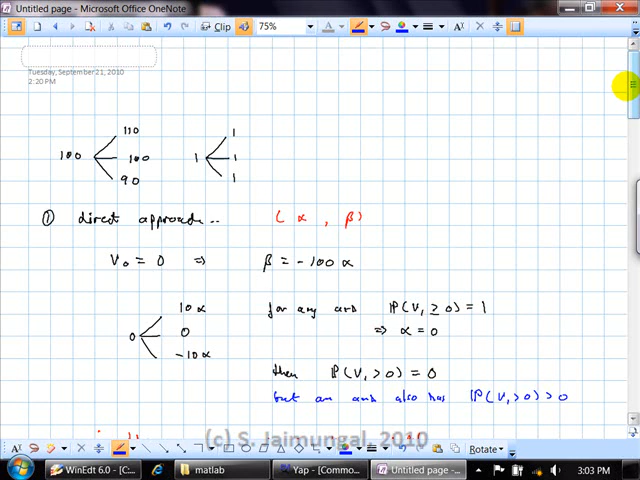 Untitled page - Microsoft Office OneNote
Clip
75%
Tuesday, September 21, 2010
2:20 PM
110
1
100
100
1
1
90
1
① direct approach..
( α , β )
V₀ = 0 ⇒ β = -100 α
10 α
for any arb P(V, ≥ 0) = 1
0
0
⇒ α = 0
-10 α
then P(V, > 0) = 0
but an arb also has P(V, > 0) > 0
(c) S. Jaimungal, 2010
Rotate
WinEdt 6.0 - [C:...
matlab
Yap - [Commo...
Untitled page - ...
3:03 PM